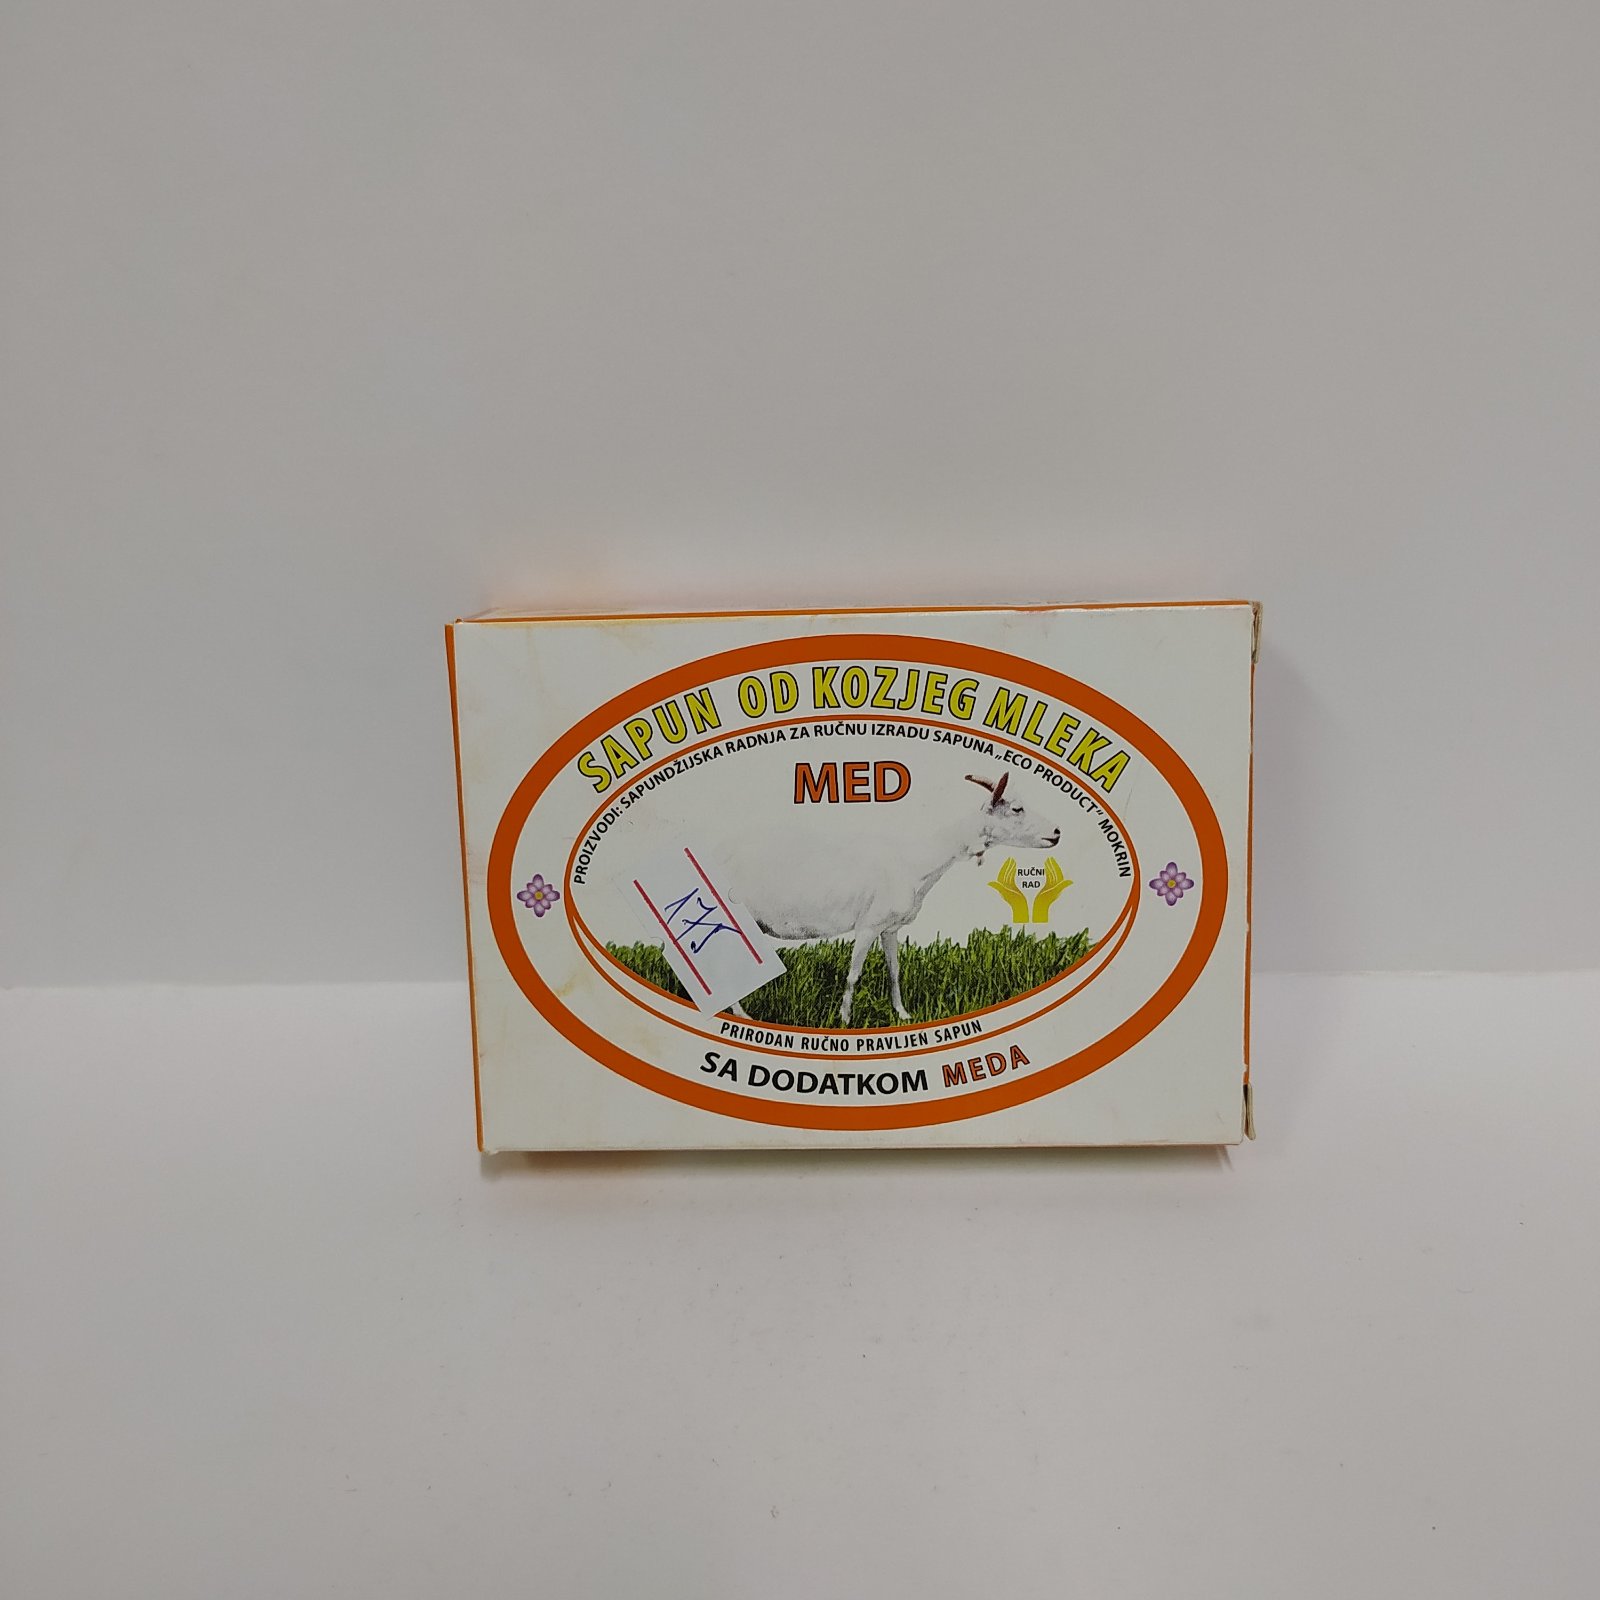 SAPUN OD KOZJEG MLEKA
PROIZVODI: SAPUNDŽIJSKA RADNJA ZA RUČNU IZRADU SAPUNA „ECO PRODUCT“ MOKRIN
MED
RUČNI
RAD
175
PRIRODAN RUČNO PRAVLJEN SAPUN
SA DODATKOM MEDA